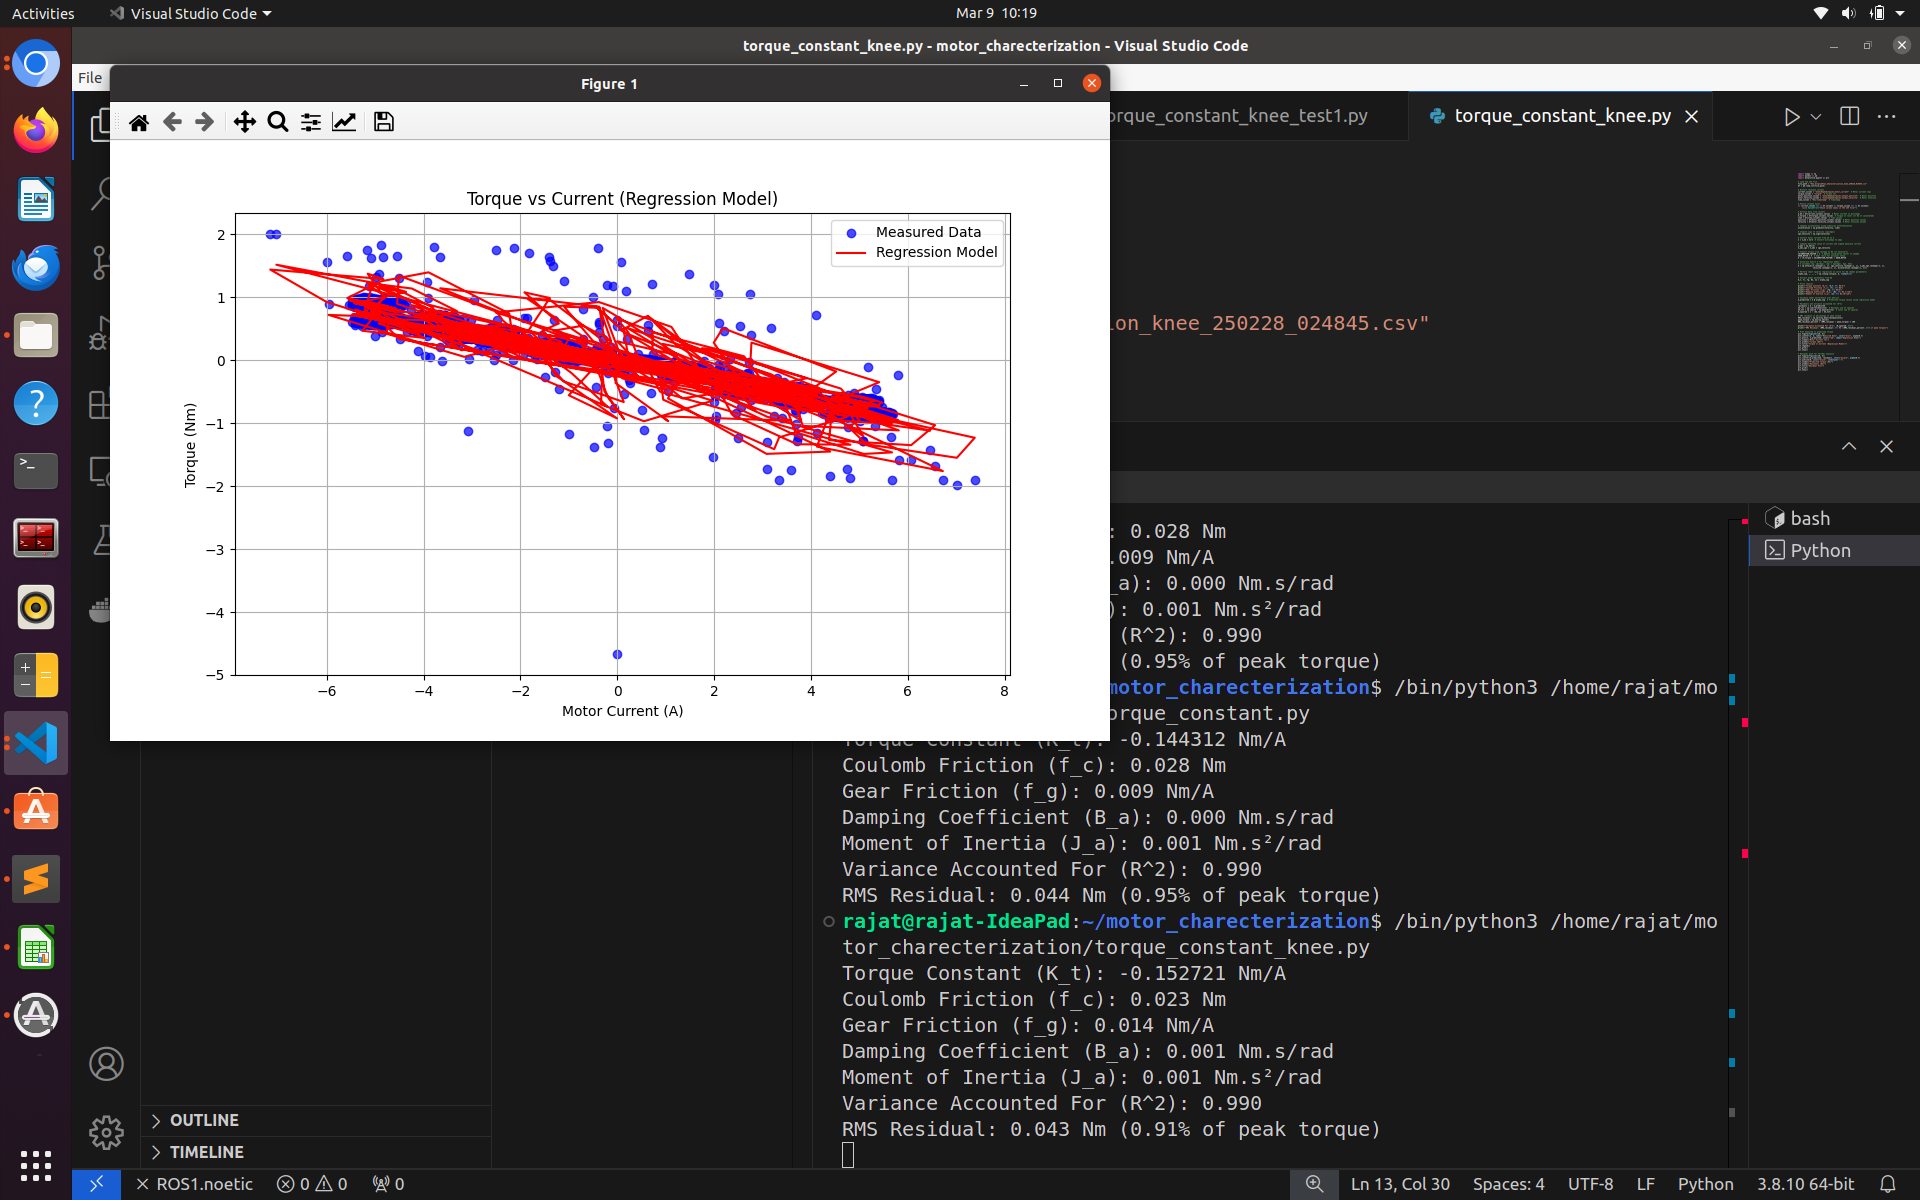 Activities
Visual Studio Code
Mar 9 10:19
torque_constant_knee.py - motor_charecterization - Visual Studio Code
File
Figure 1
orque_constant_knee_test1.py
torque_constant_knee.py
Torque vs Current (Regression Model)
Measured Data
Regression Model
2
1
0
−1
−2
−3
−4
−5
Torque (Nm)
−6
−4
−2
0
2
4
6
8
Motor Current (A)
ion_knee_250228_024845.csv"
bash
Python
: 0.028 Nm
.009 Nm/A
_a): 0.000 Nm.s/rad
): 0.001 Nm.s²/rad
(R^2): 0.990
(0.95% of peak torque)
motor_charecterization$ /bin/python3 /home/rajat/mo
orque_constant.py
Torque Constant (K_t): -0.144312 Nm/A
Coulomb Friction (f_c): 0.028 Nm
Gear Friction (f_g): 0.009 Nm/A
Damping Coefficient (B_a): 0.000 Nm.s/rad
Moment of Inertia (J_a): 0.001 Nm.s²/rad
Variance Accounted For (R^2): 0.990
RMS Residual: 0.044 Nm (0.95% of peak torque)
rajat@rajat-IdeaPad:~/motor_charecterization$ /bin/python3 /home/rajat/mo
tor_charecterization/torque_constant_knee.py
Torque Constant (K_t): -0.152721 Nm/A
Coulomb Friction (f_c): 0.023 Nm
Gear Friction (f_g): 0.014 Nm/A
Damping Coefficient (B_a): 0.001 Nm.s/rad
Moment of Inertia (J_a): 0.001 Nm.s²/rad
Variance Accounted For (R^2): 0.990
RMS Residual: 0.043 Nm (0.91% of peak torque)
OUTLINE
TIMELINE
ROS1.noetic
0
0
0
Ln 13, Col 30
Spaces: 4
UTF-8
LF
Python
3.8.10 64-bit